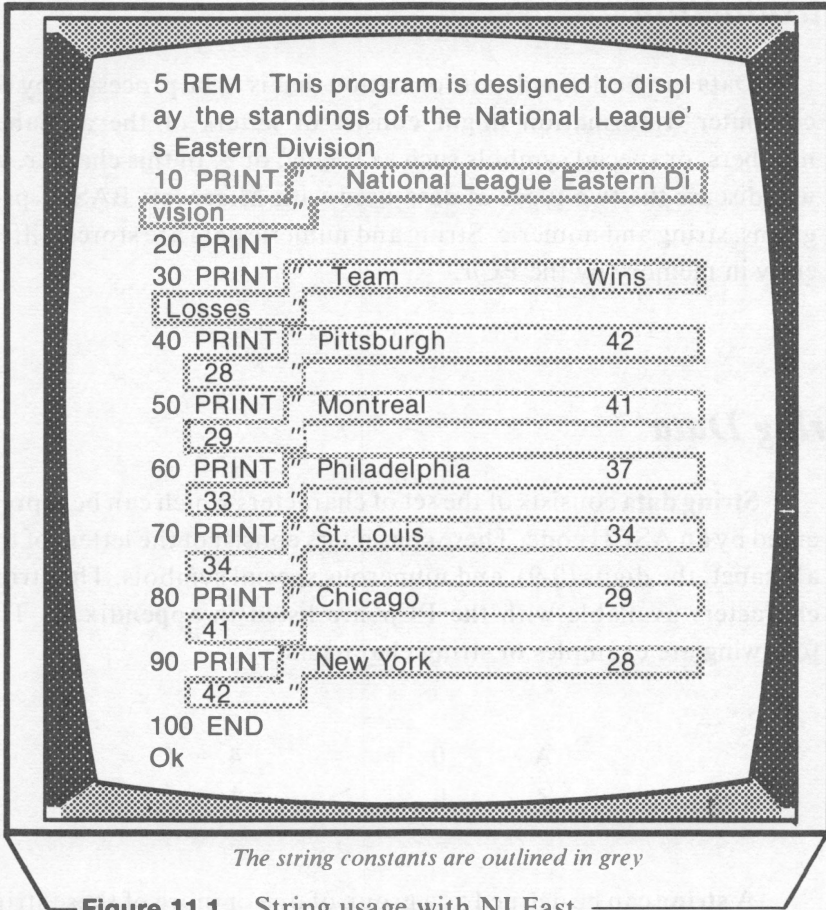 5 REM This program is designed to displ
ay the standings of the National League'
s Eastern Division
10 PRINT " National League Eastern Di
vision "
20 PRINT
30 PRINT " Team Wins
Losses "
40 PRINT " Pittsburgh 42
28 "
50 PRINT " Montreal 41
29 "
60 PRINT " Philadelphia 37
33 "
70 PRINT " St. Louis 34
34 "
80 PRINT " Chicago 29
41 "
90 PRINT " New York 28
42 "
100 END
Ok
The string constants are outlined in grey
Figure 11.1 String usage with NL East